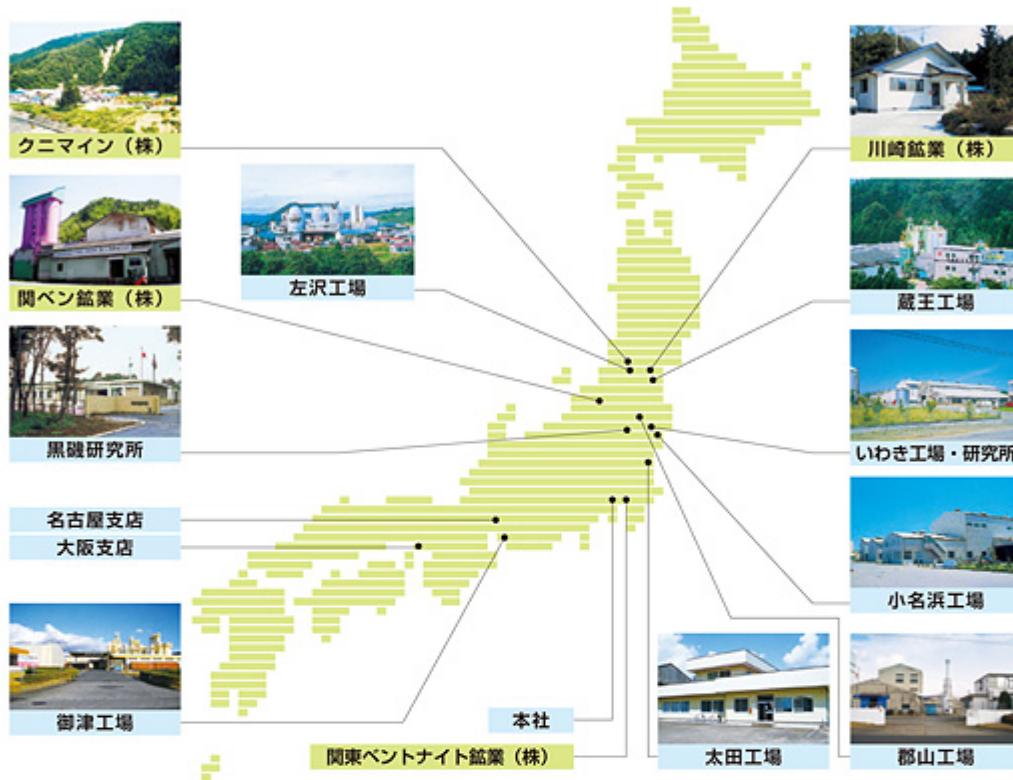 クニマイン（株）
川崎鉱業（株）
左沢工場
関ベン鉱業（株）
蔵王工場
黒磯研究所
いわき工場・研究所
名古屋支店
大阪支店
小名浜工場
御津工場
本社
関東ベントナイト鉱業（株）
太田工場
郡山工場